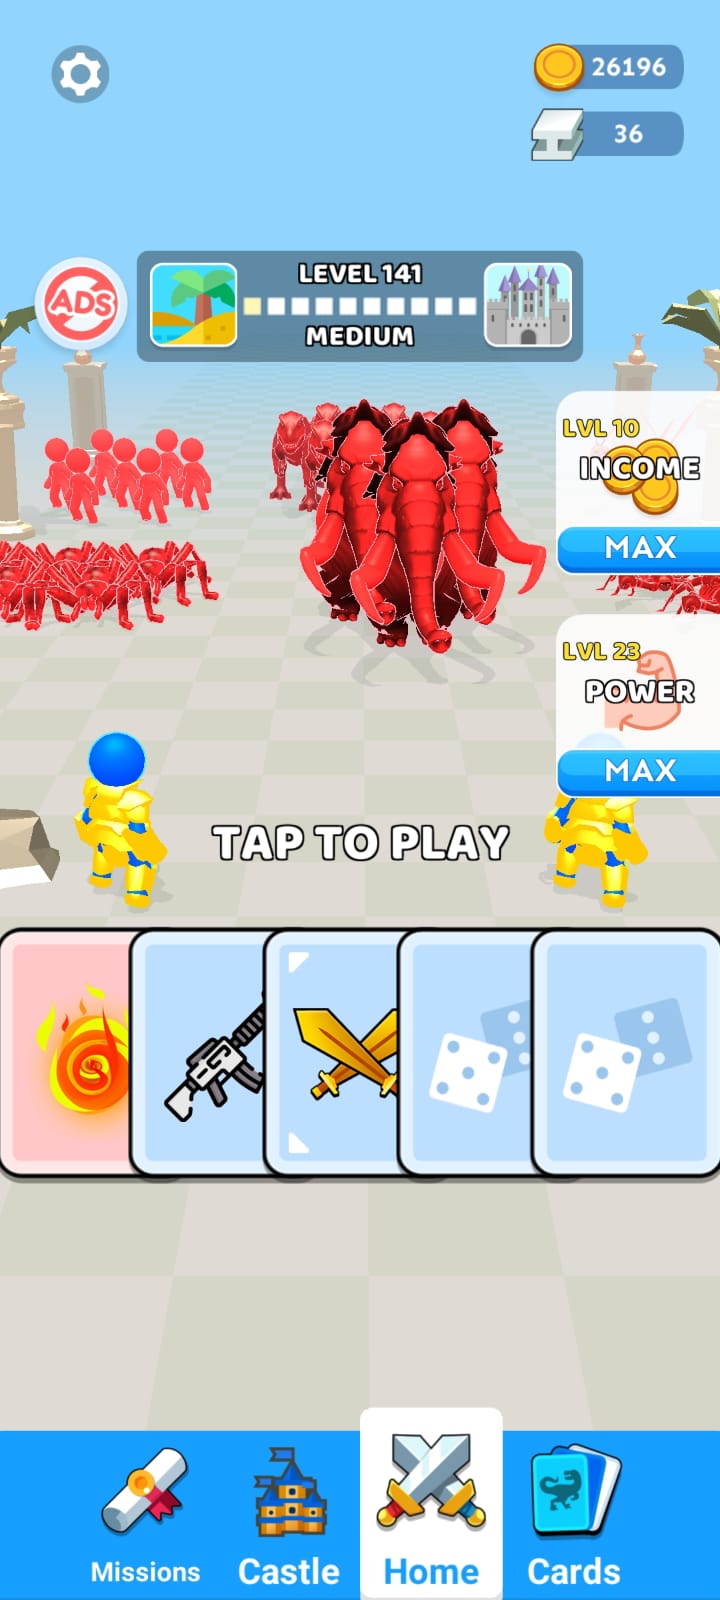 26196
36
ADS
LEVEL 141
MEDIUM
LVL 10
INCOME
MAX
LVL 23
POWER
MAX
TAP TO PLAY
Missions
Castle
Home
Cards